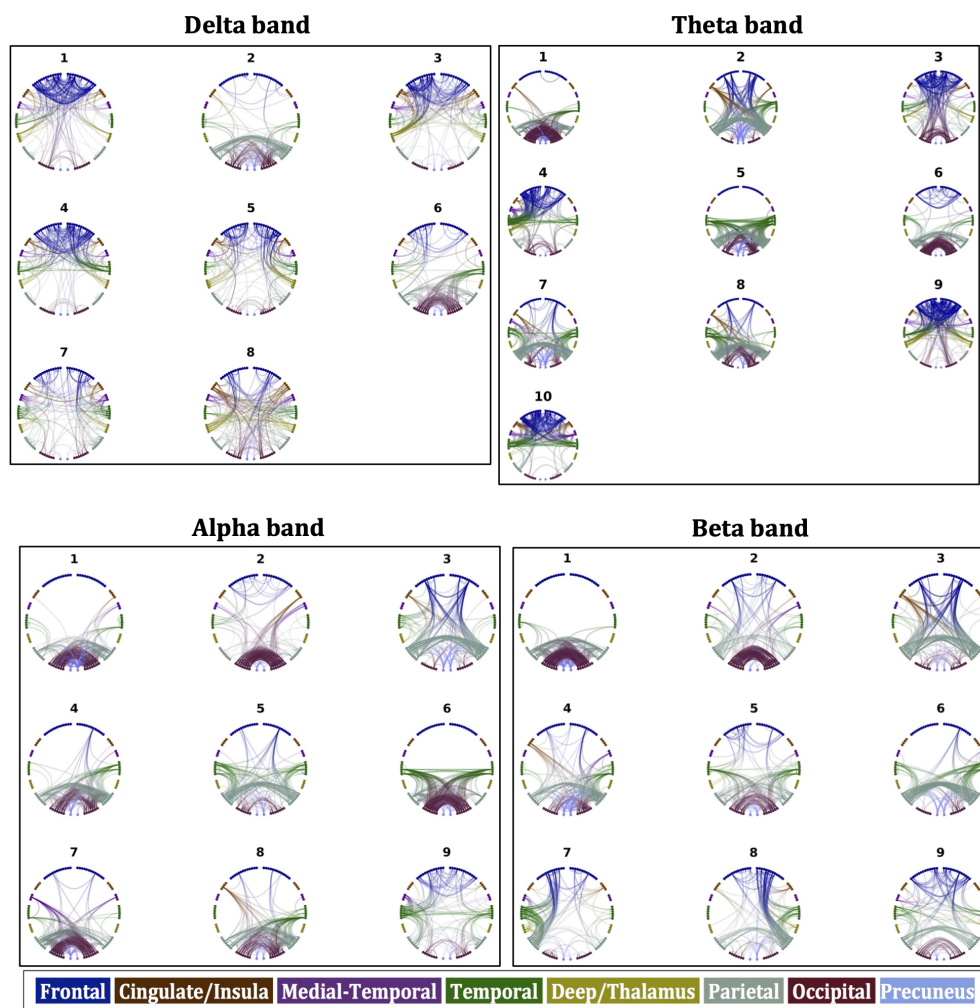 Delta band
1 2 3
4 5 6
7 8
Theta band
1 2 3
4 5 6
7 8 9
10
Alpha band
1 2 3
4 5 6
7 8 9
Beta band
1 2 3
4 5 6
7 8 9
Frontal Cingulate/Insula Medial-Temporal Temporal Deep/Thalamus Parietal Occipital Precuneus